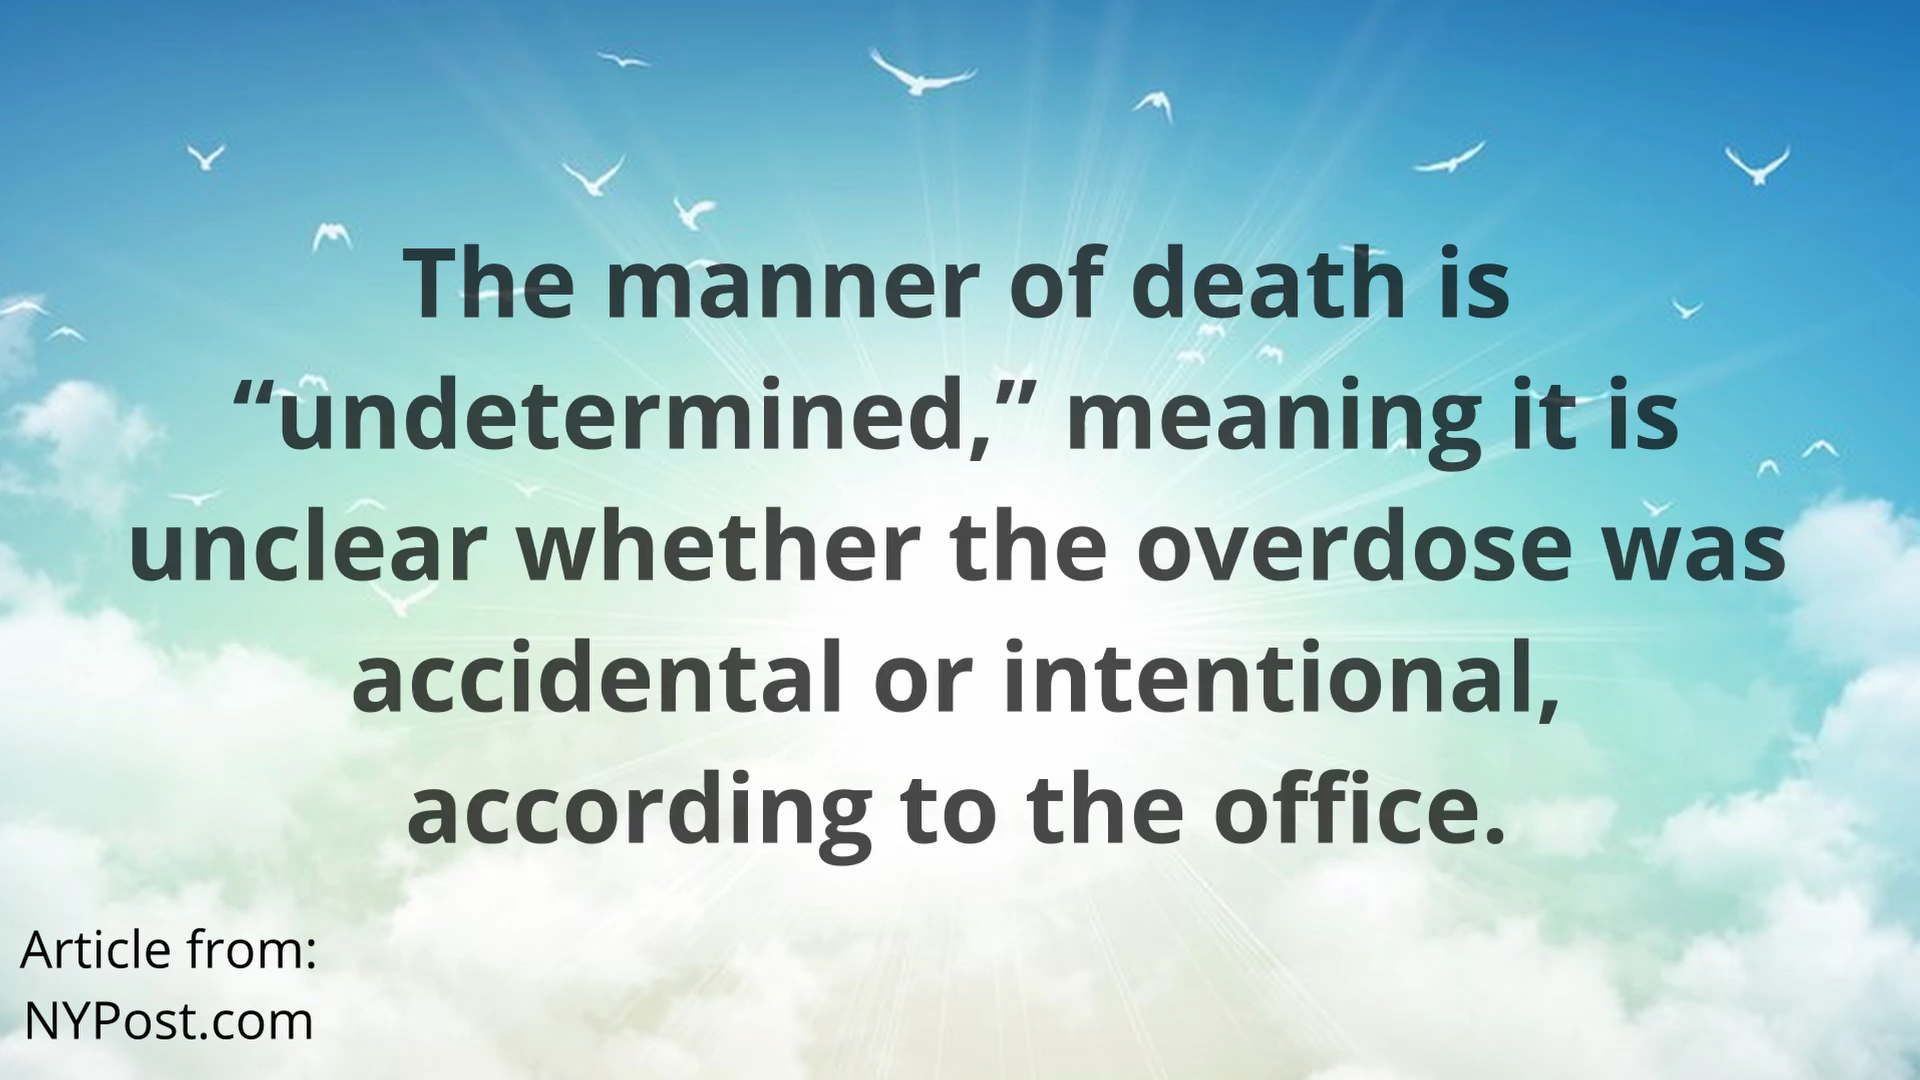 The manner of death is
“undetermined,” meaning it is
unclear whether the overdose was
accidental or intentional,
according to the office.
Article from:
NYPost.com